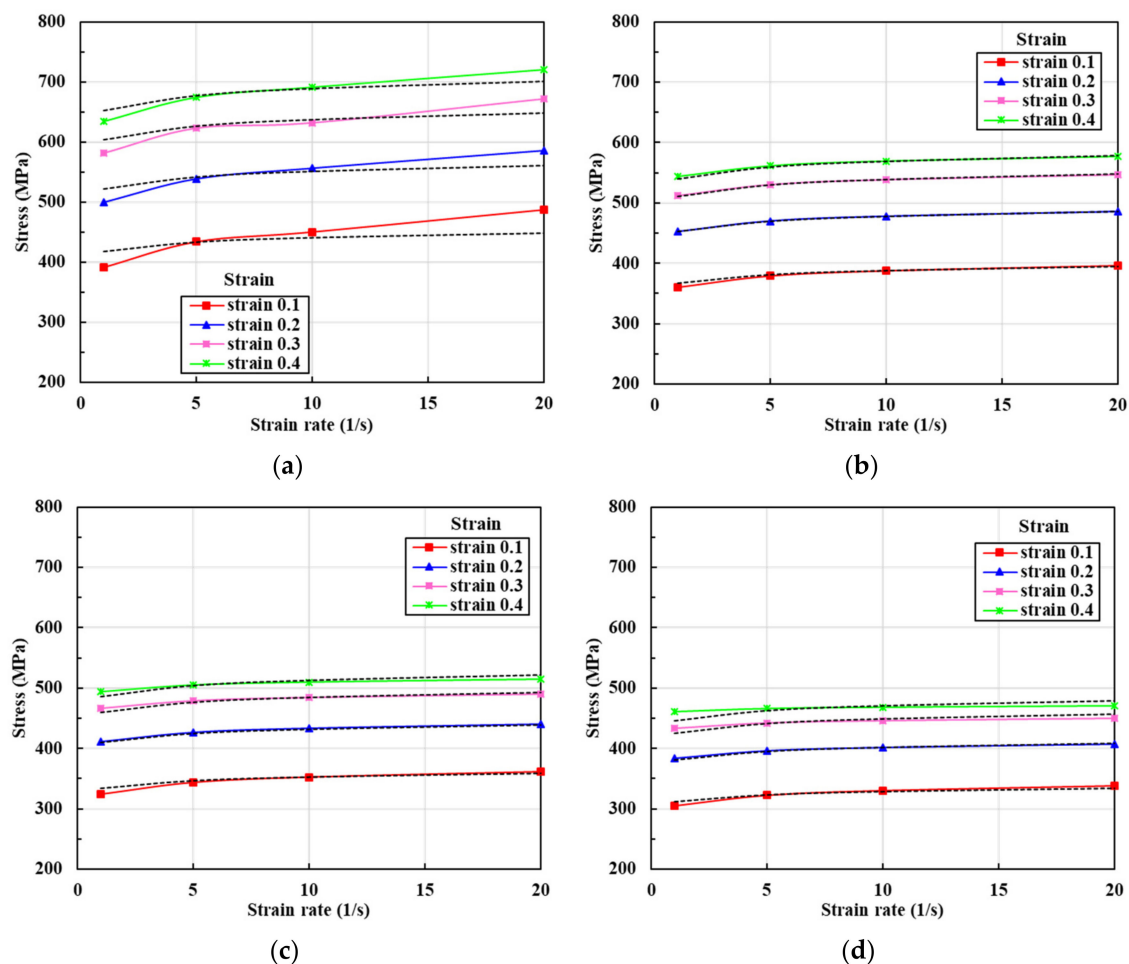 800
700
600
500
400
300
200
Stress (MPa)
0
5
10
15
20
Strain rate (1/s)
Strain
strain 0.1
strain 0.2
strain 0.3
strain 0.4
(a)
800
700
600
500
400
300
200
Stress (MPa)
0
5
10
15
20
Strain rate (1/s)
Strain
strain 0.1
strain 0.2
strain 0.3
strain 0.4
(b)
800
700
600
500
400
300
200
Stress (MPa)
0
5
10
15
20
Strain rate (1/s)
Strain
strain 0.1
strain 0.2
strain 0.3
strain 0.4
(c)
800
700
600
500
400
300
200
Stress (MPa)
0
5
10
15
20
Strain rate (1/s)
Strain
strain 0.1
strain 0.2
strain 0.3
strain 0.4
(d)